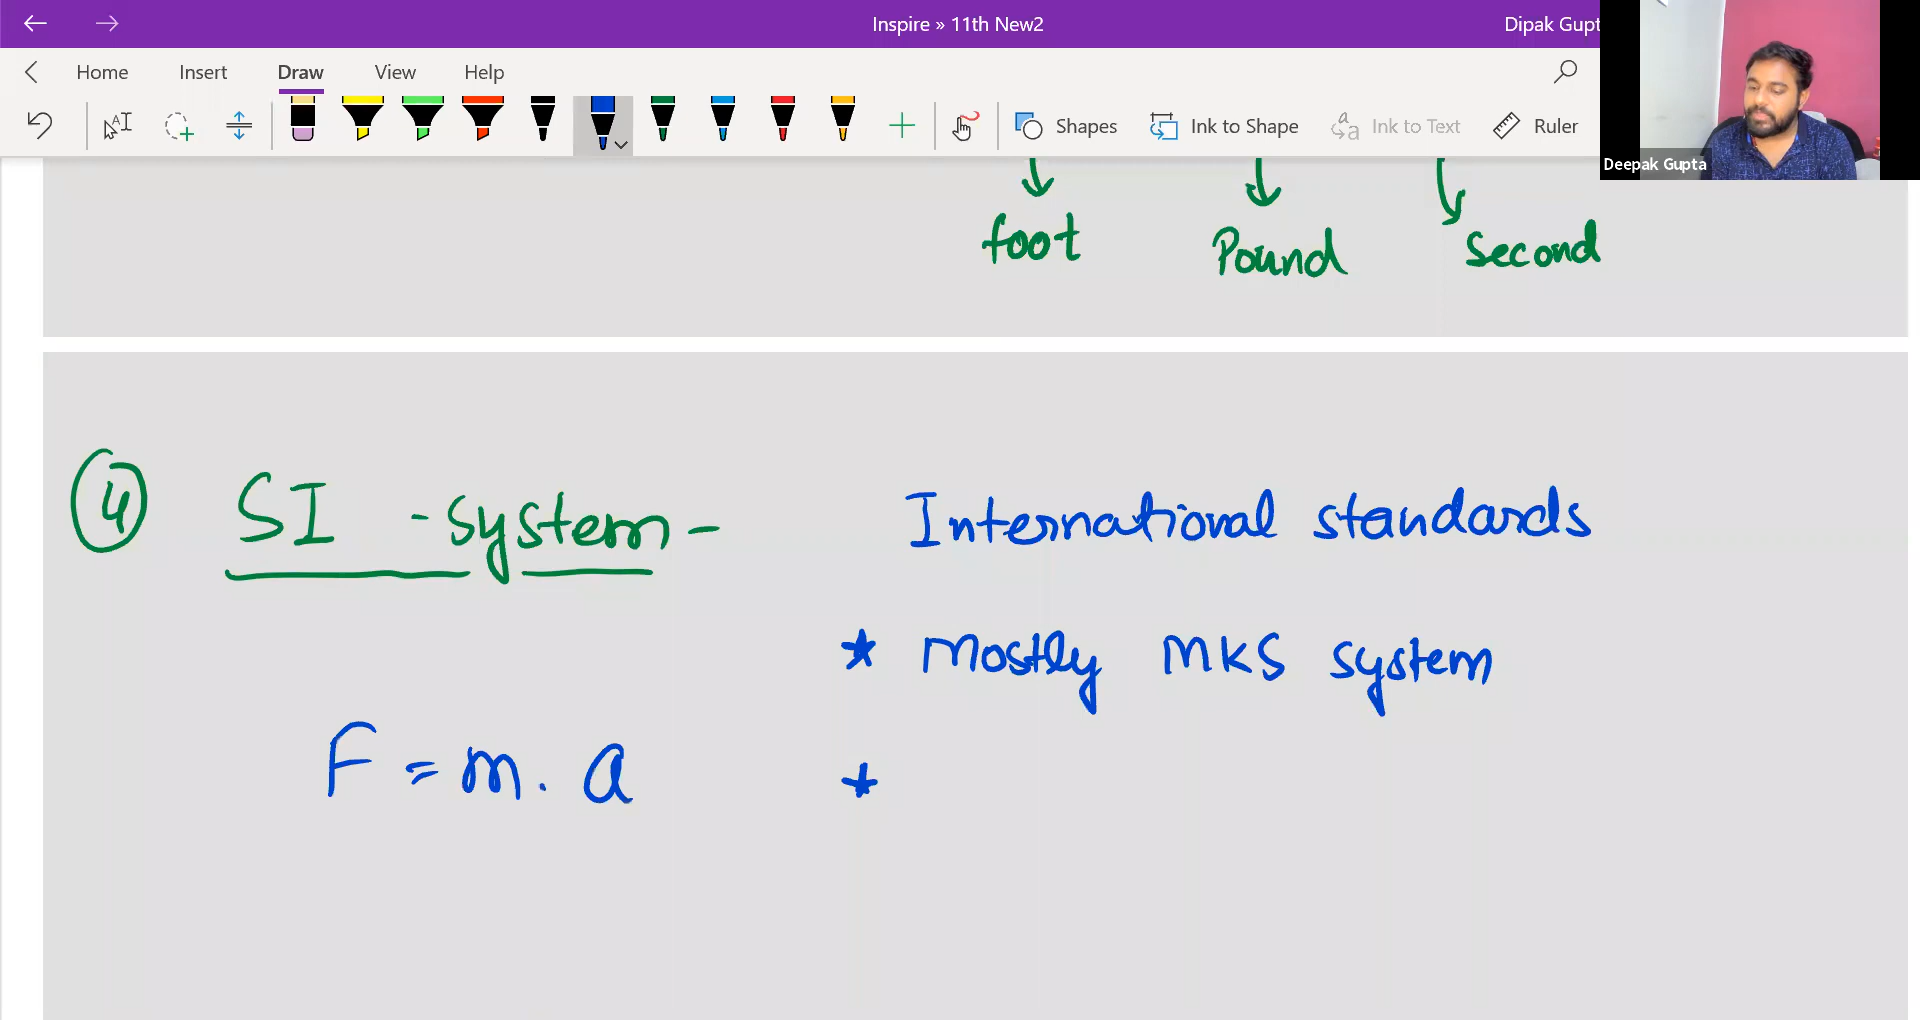 Inspire » 11th New2
Dipak Gupt
Home Insert Draw View Help
Shapes Ink to Shape Ink to Text Ruler
Deepak Gupta
foot Pound Second
4 SI - system - International standards
* Mostly MKS system
F = m. a *